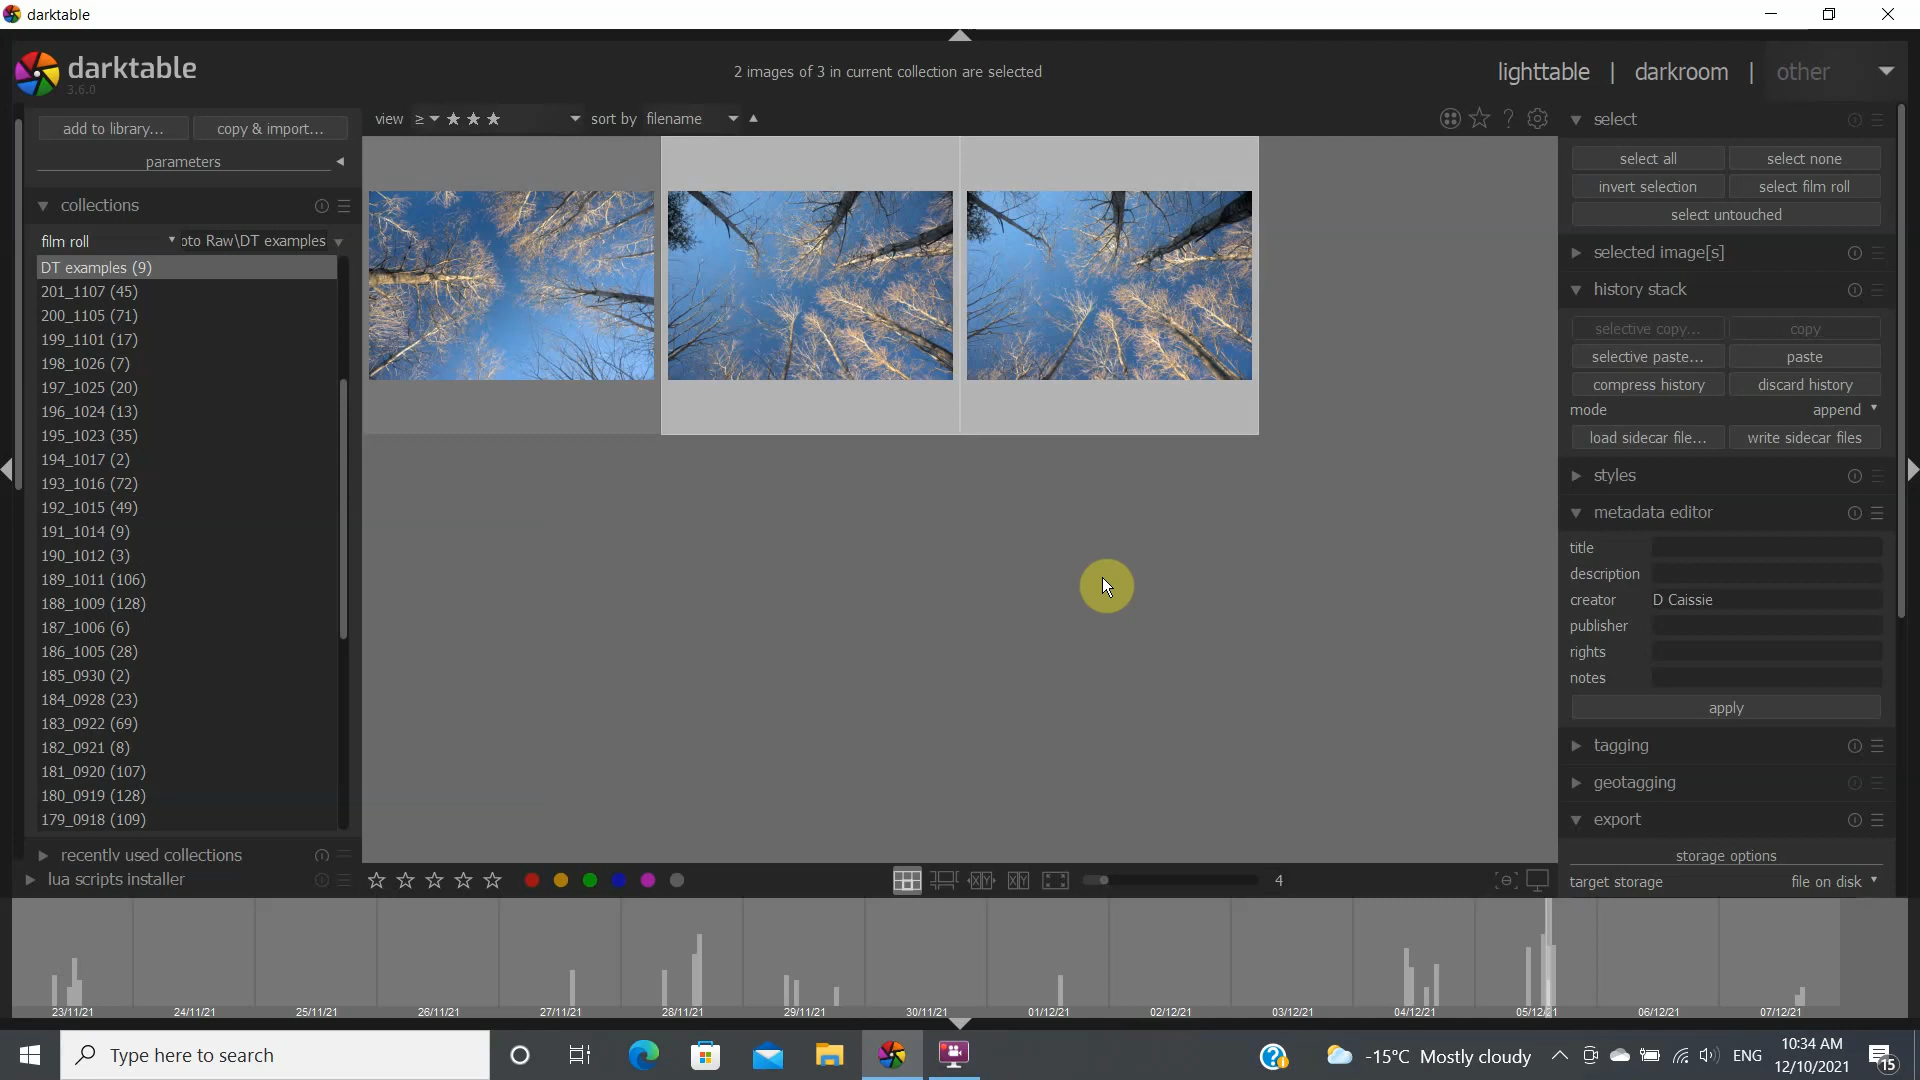 darktable
darktable
3.6.0
2 images of 3 in current collection are selected
lighttable | darkroom | other
add to library...
copy & import...
parameters
view ≥
sort by filename
?
select
select all
select none
invert selection
select film roll
select untouched
collections
film roll
oto Raw\DT examples
DT examples (9)
201_1107 (45)
200_1105 (71)
199_1101 (17)
198_1026 (7)
197_1025 (20)
196_1024 (13)
195_1023 (35)
194_1017 (2)
193_1016 (72)
192_1015 (49)
191_1014 (9)
190_1012 (3)
189_1011 (106)
188_1009 (128)
187_1006 (6)
186_1005 (28)
185_0930 (2)
184_0928 (23)
183_0922 (69)
182_0921 (8)
181_0920 (107)
180_0919 (128)
179_0918 (109)
recently used collections
lua scripts installer
selected image[s]
history stack
selective copy...
copy
selective paste...
paste
compress history
discard history
mode
append
load sidecar file...
write sidecar files
styles
metadata editor
title
description
creator
D Caissie
publisher
rights
notes
apply
tagging
geotagging
export
storage options
target storage
file on disk
4
23/11/21
24/11/21
25/11/21
26/11/21
27/11/21
28/11/21
29/11/21
30/11/21
01/12/21
02/12/21
03/12/21
04/12/21
05/12/21
06/12/21
07/12/21
Type here to search
-15°C Mostly cloudy
ENG
10:34 AM
12/10/2021
15